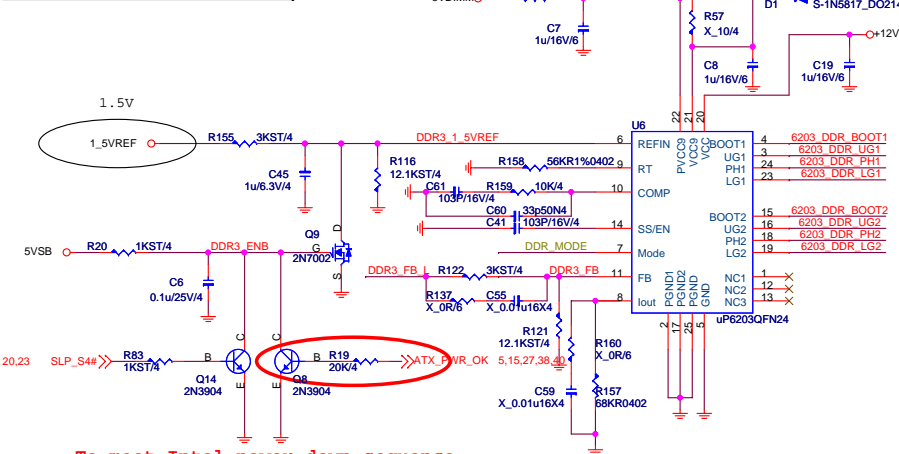 C7
1u/16V/6
R57
X_10/4
D1
S-1N5817_DO214
+12V
C8
1u/16V/6
C19
1u/16V/6
1.5V
1_5VREF
R155
3KST/4
DDR3_1_5VREF
C45
1u/6.3V/4
R116
12.1KST/4
R158
56KR1%0402
C61
103P/16V/4
R159
10K/4
C60
33p50N4
C41
103P/16V/4
DDR_MODE
5VSB
R20
1KST/4
DDR3_ENB
C6
0.1u/25V/4
Q9
2N7002
D
G
S
DDR3_FB_L
R122
3KST/4
DDR3_FB
R137
X_0R/6
C55
X_0.01u16X4
R121
12.1KST/4
R160
X_0R/6
C59
X_0.01u16X4
R157
68KR0402
20,23
SLP_S4#
R83
1KST/4
B
C
E
Q14
2N3904
C
B
E
Q8
2N3904
R19
20K/4
ATX_PWR_OK
5,15,27,38,40
U6
22
21
20
PVCC9
VCC9
VCC
6
REFIN
9
RT
10
COMP
14
SS/EN
7
Mode
11
FB
8
Iout
BOOT1
4
6203_DDR_BOOT1
UG1
3
6203_DDR_UG1
PH1
24
6203_DDR_PH1
LG1
23
6203_DDR_LG1
BOOT2
15
6203_DDR_BOOT2
UG2
16
6203_DDR_UG2
PH2
18
6203_DDR_PH2
LG2
19
6203_DDR_LG2
NC1
1
NC2
12
NC3
13
PGND1
PGND2
PGND
GND
2
17
25
5
uP6203QFN24